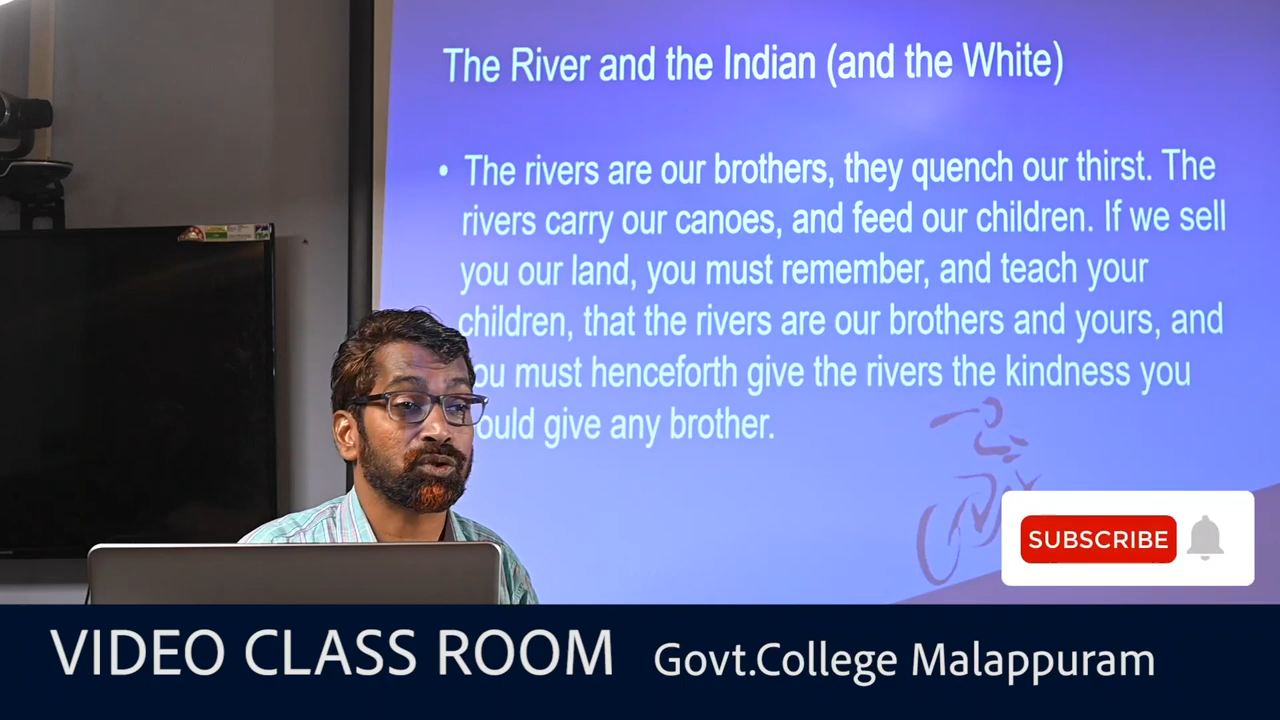 The River and the Indian (and the White)
• The rivers are our brothers, they quench our thirst. The
rivers carry our canoes, and feed our children. If we sell
you our land, you must remember, and teach your
children, that the rivers are our brothers and yours, and
ou must henceforth give the rivers the kindness you
ould give any brother.
SUBSCRIBE
VIDEO CLASS ROOM Govt.College Malappuram